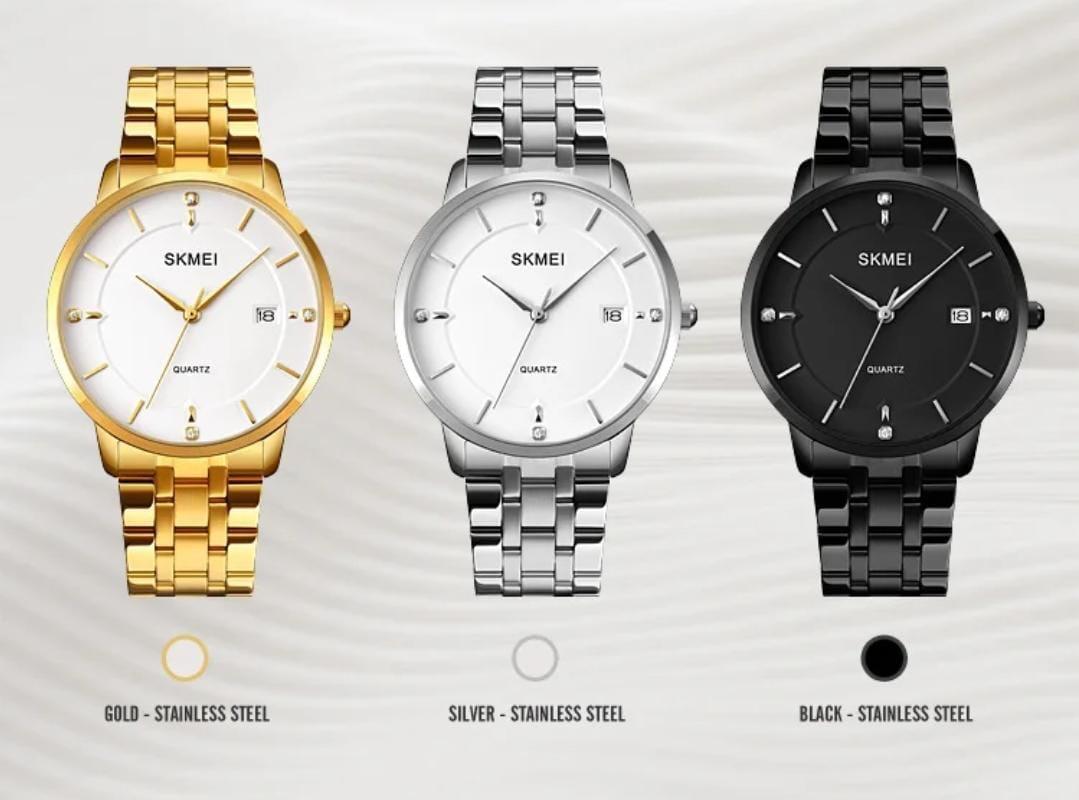 SKMEI
18
QUARTZ
SKMEI
18
QUARTZ
SKMEI
18
QUARTZ
GOLD - STAINLESS STEEL
SILVER - STAINLESS STEEL
BLACK - STAINLESS STEEL